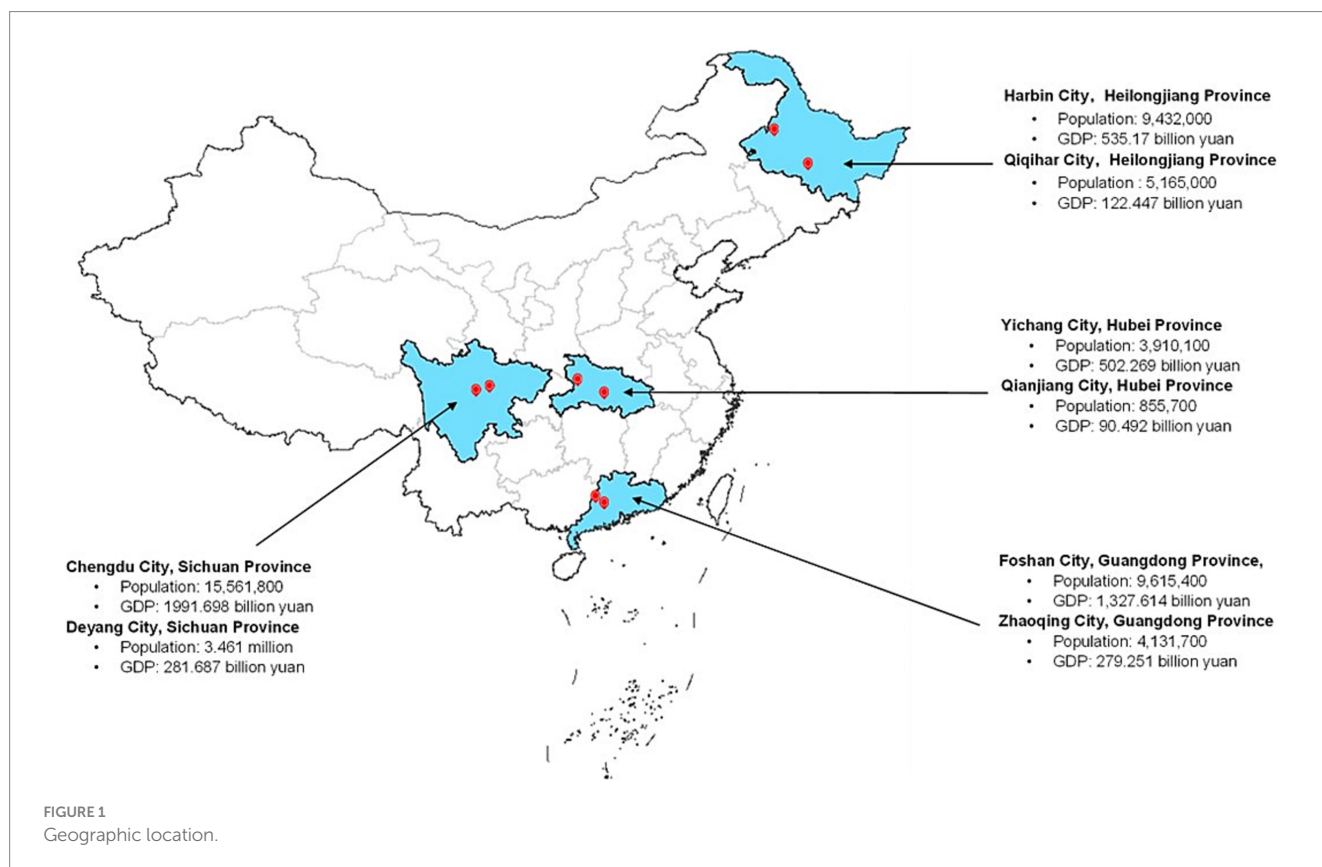 Harbin City, Heilongjiang Province
• Population: 9,432,000
• GDP: 535.17 billion yuan
Qiqihar City, Heilongjiang Province
• Population : 5,165,000
• GDP: 122.447 billion yuan
Yichang City, Hubei Province
• Population: 3,910,100
• GDP: 502.269 billion yuan
Qianjiang City, Hubei Province
• Population: 855,700
• GDP: 90.492 billion yuan
Chengdu City, Sichuan Province
• Population: 15,561,800
• GDP: 1991.698 billion yuan
Deyang City, Sichuan Province
• Population: 3.461 million
• GDP: 281.687 billion yuan
Foshan City, Guangdong Province,
• Population: 9,615,400
• GDP: 1,327.614 billion yuan
Zhaoqing City, Guangdong Province
• Population: 4,131,700
• GDP: 279.251 billion yuan
FIGURE 1
Geographic location.